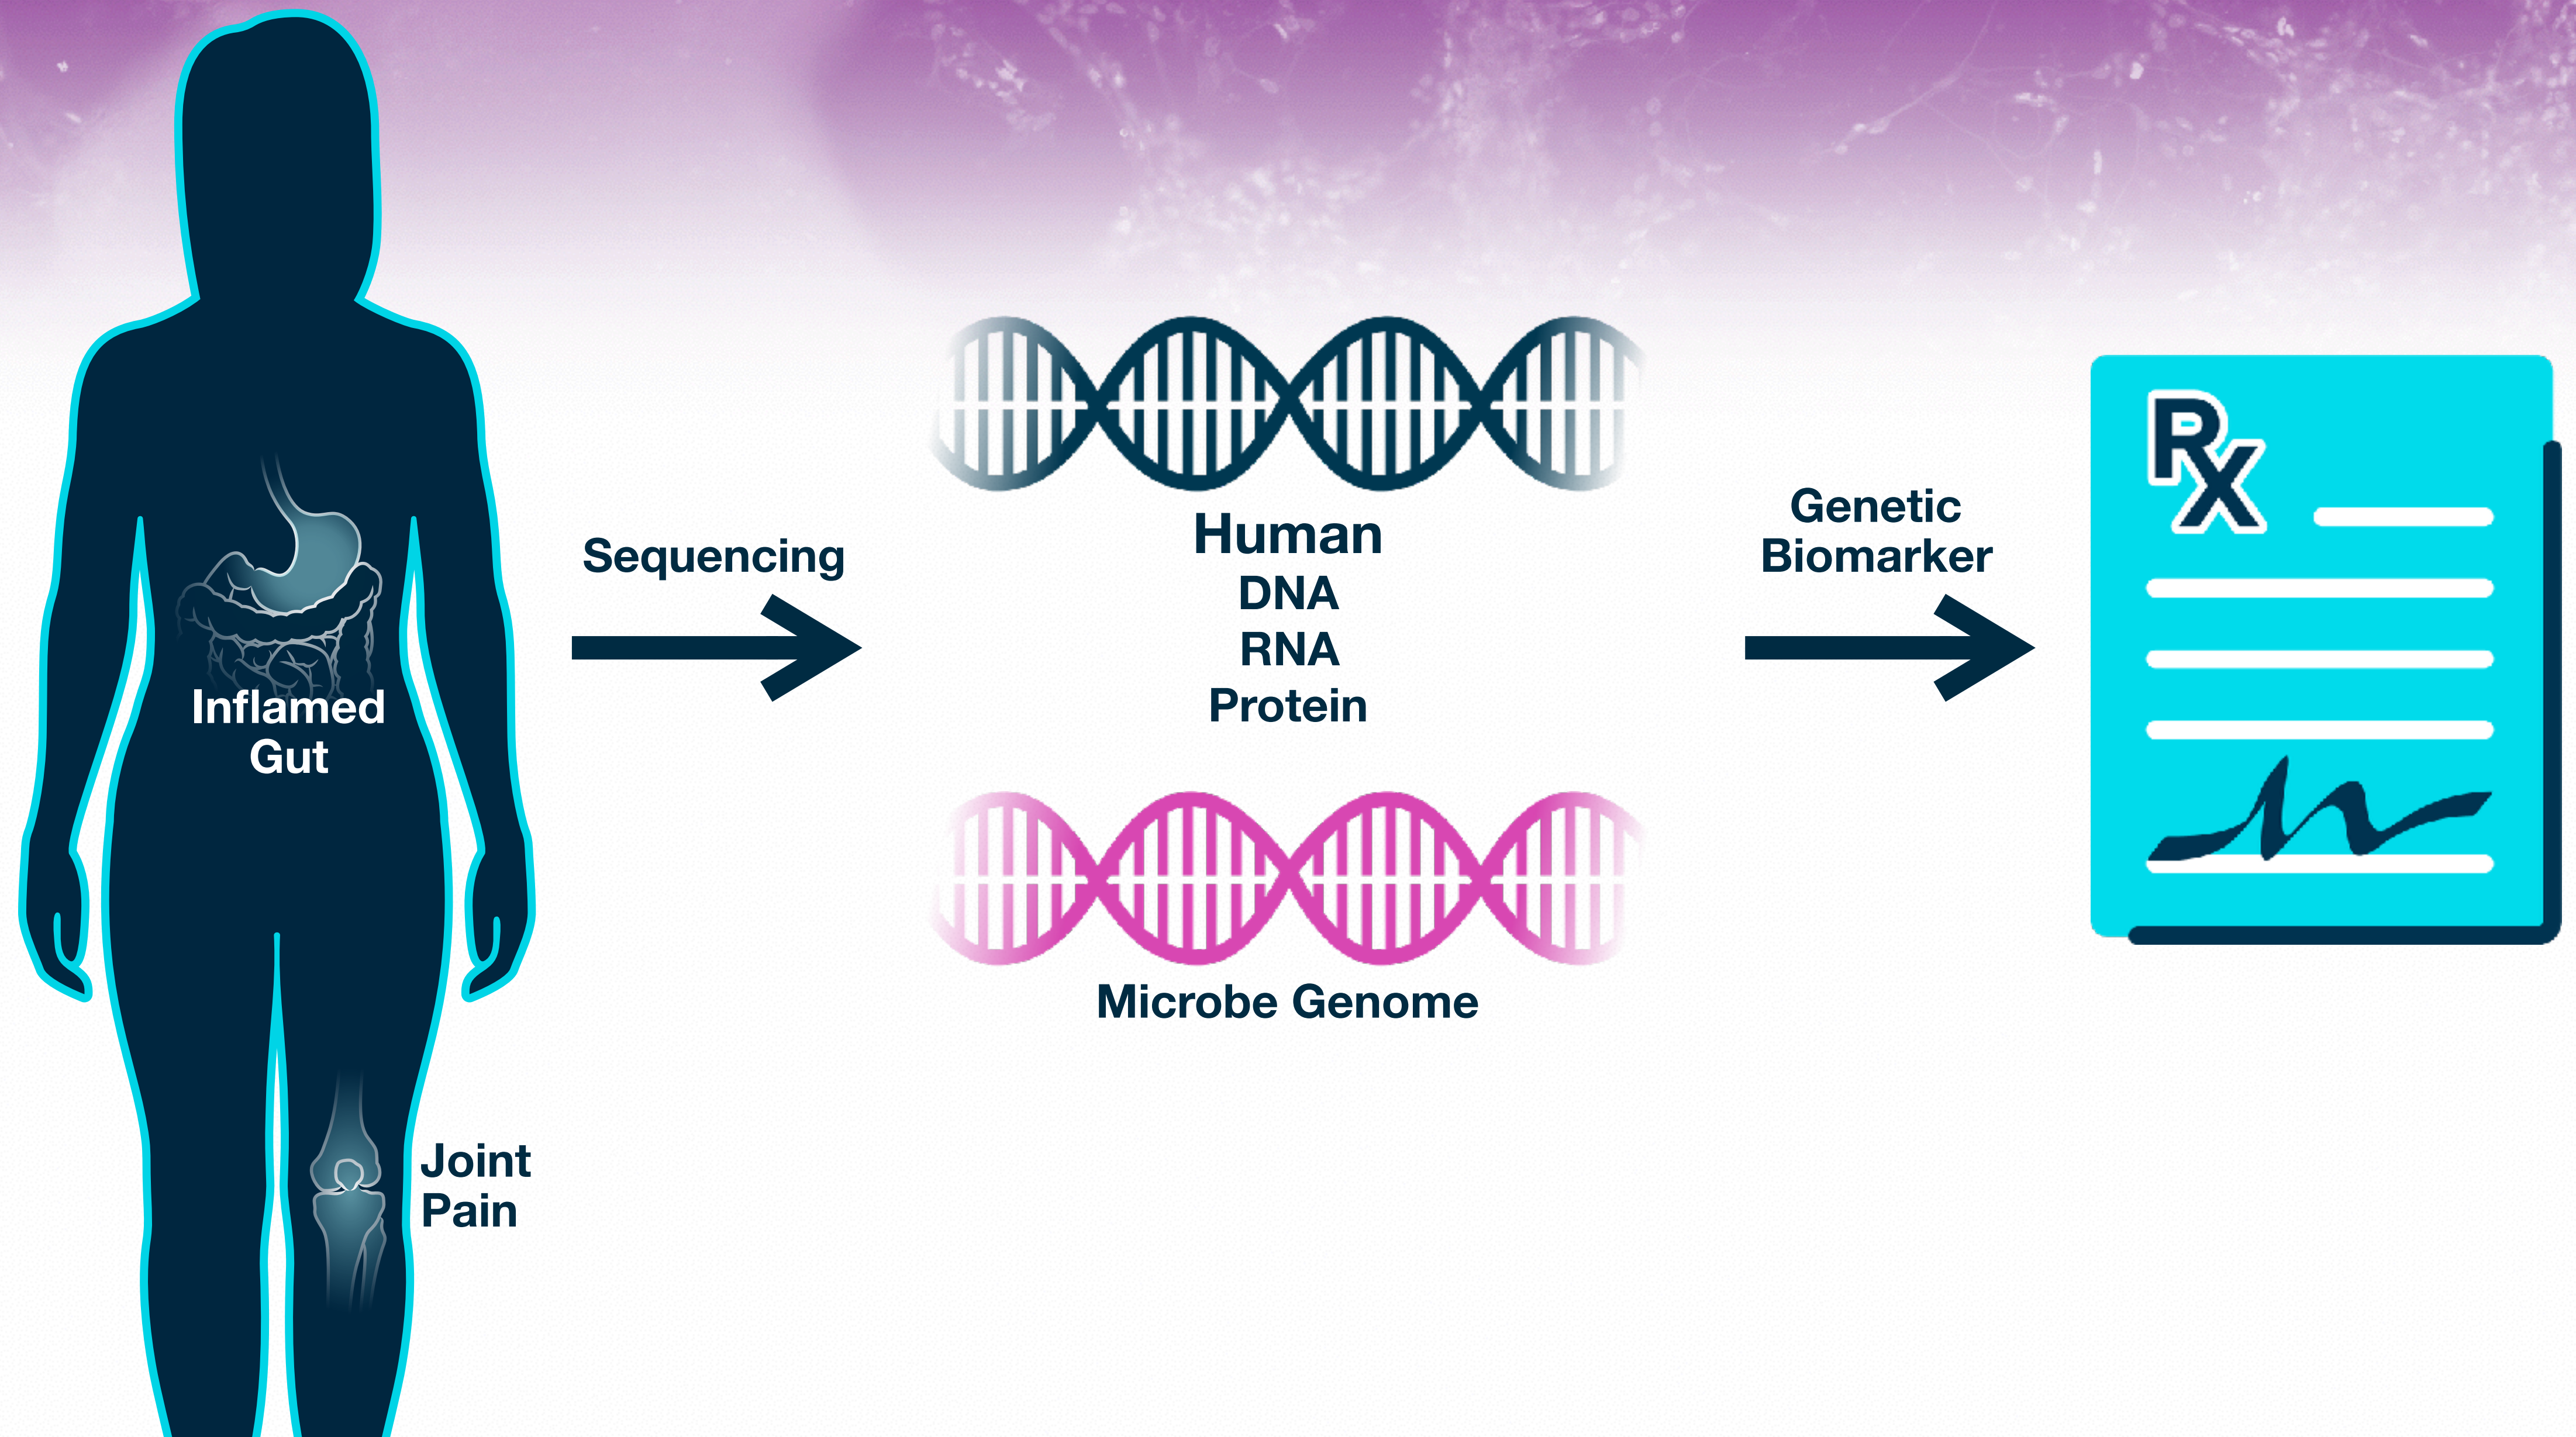 Inflamed
Gut
Joint
Pain
Sequencing
Human
DNA
RNA
Protein
Microbe Genome
Genetic
Biomarker
Rx